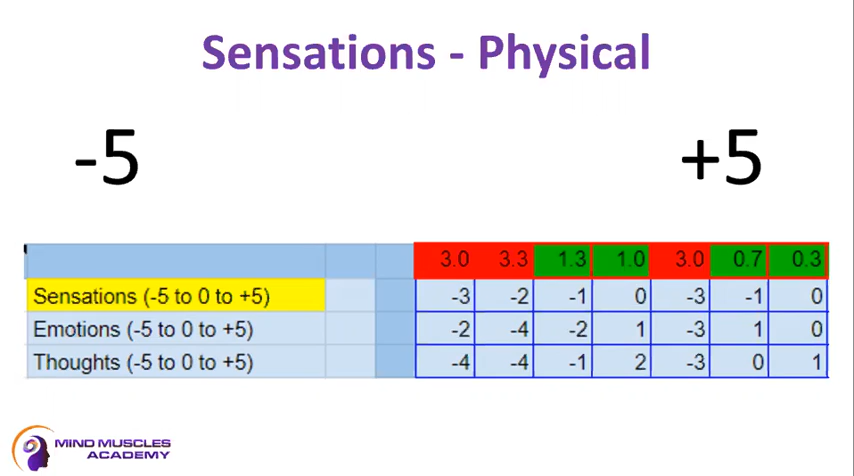 Sensations - Physical
-5 +5
3.0 3.3 1.3 1.0 3.0 0.7 0.3
Sensations (-5 to 0 to +5) -3 -2 -1 0 -3 -1 0
Emotions (-5 to 0 to +5) -2 -4 -2 1 -3 1 0
Thoughts (-5 to 0 to +5) -4 -4 -1 2 -3 0 1
MIND MUSCLES
ACADEMY